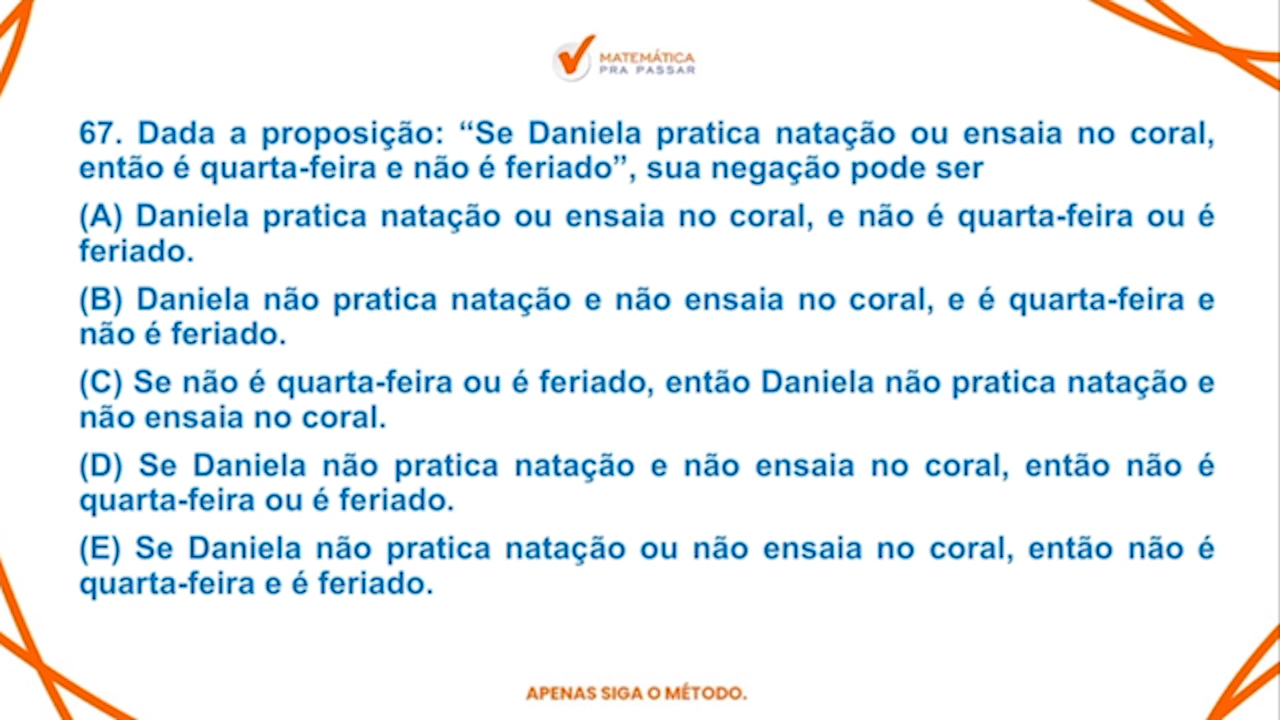 MATEMÁTICA
PRA PASSAR
67. Dada a proposição: “Se Daniela pratica natação ou ensaia no coral,
então é quarta-feira e não é feriado”, sua negação pode ser
(A) Daniela pratica natação ou ensaia no coral, e não é quarta-feira ou é
feriado.
(B) Daniela não pratica natação e não ensaia no coral, e é quarta-feira e
não é feriado.
(C) Se não é quarta-feira ou é feriado, então Daniela não pratica natação e
não ensaia no coral.
(D) Se Daniela não pratica natação e não ensaia no coral, então não é
quarta-feira ou é feriado.
(E) Se Daniela não pratica natação ou não ensaia no coral, então não é
quarta-feira e é feriado.
APENAS SIGA O MÉTODO.